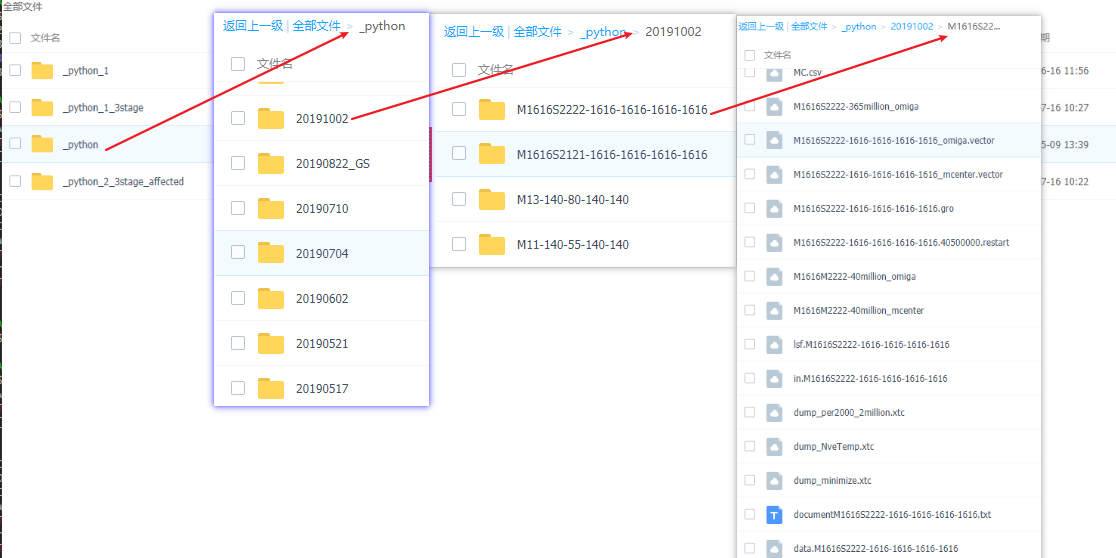 全部文件
文件名
_python_1
_python_1_3stage
_python
_python_2_3stage_affected
返回上一级 | 全部文件 > _python
文件名
20191002
20190822_GS
20190710
20190704
20190602
20190521
20190517
返回上一级 | 全部文件 > _python > 20191002
文件名
M1616S2222-1616-1616-1616-1616
M1616S2121-1616-1616-1616-1616
M13-140-80-140-140
M11-140-55-140-140
返回上一级 | 全部文件 > _python > 20191002 > M1616S22...
文件名
MC.csv
M1616S2222-365million_omiga
M1616S2222-1616-1616-1616-1616_omiga.vector
M1616S2222-1616-1616-1616-1616_mcenter.vector
M1616S2222-1616-1616-1616-1616.gro
M1616S2222-1616-1616-1616-1616.40500000.restart
M1616M2222-40million_omiga
M1616M2222-40million_mcenter
lsf.M1616S2222-1616-1616-1616-1616
in.M1616S2222-1616-1616-1616-1616
dump_per2000_2million.xtc
dump_NveTemp.xtc
dump_minimize.xtc
documentM1616S2222-1616-1616-1616-1616.txt
data.M1616S2222-1616-1616-1616-1616
期
6-16 11:56
7-16 10:27
5-09 13:39
7-16 10:22